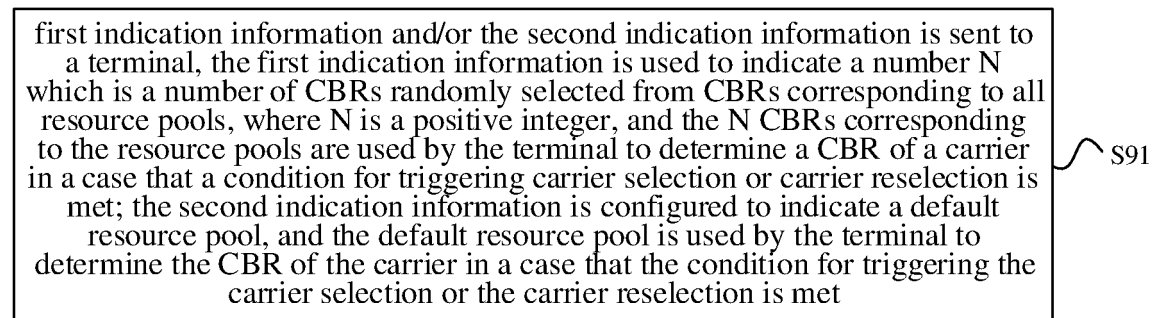 first indication information and/or the second indication information is sent to
a terminal, the first indication information is used to indicate a number N
which is a number of CBRs randomly selected from CBRs corresponding to all
resource pools, where N is a positive integer, and the N CBRs corresponding
to the resource pools are used by the terminal to determine a CBR of a carrier
in a case that a condition for triggering carrier selection or carrier reselection is
met; the second indication information is configured to indicate a default
resource pool, and the default resource pool is used by the terminal to
determine the CBR of the carrier in a case that the condition for triggering the
carrier selection or the carrier reselection is met
S91